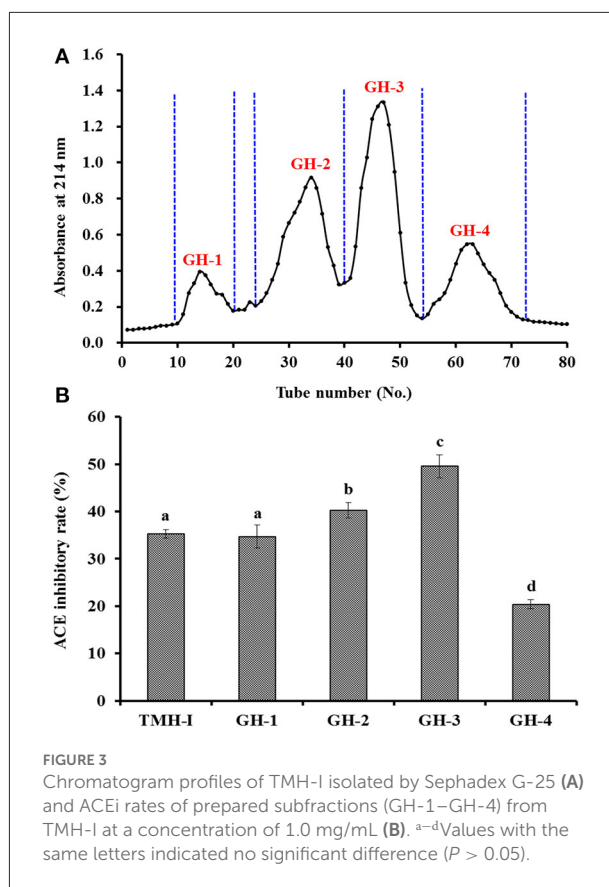 A
1.6
1.4
1.2
1.0
0.8
0.6
0.4
0.2
0.0
Absorbance at 214 nm
GH-1
GH-2
GH-3
GH-4
0 10 20 30 40 50 60 70 80
Tube number (No.)
B
60
50
40
30
20
10
0
ACE inhibitory rate (%)
a a b c d
TMH-I GH-1 GH-2 GH-3 GH-4
FIGURE 3
Chromatogram profiles of TMH-I isolated by Sephadex G-25 (A)
and ACEi rates of prepared subfractions (GH-1–GH-4) from
TMH-I at a concentration of 1.0 mg/mL (B). a–dValues with the
same letters indicated no significant difference (P > 0.05).